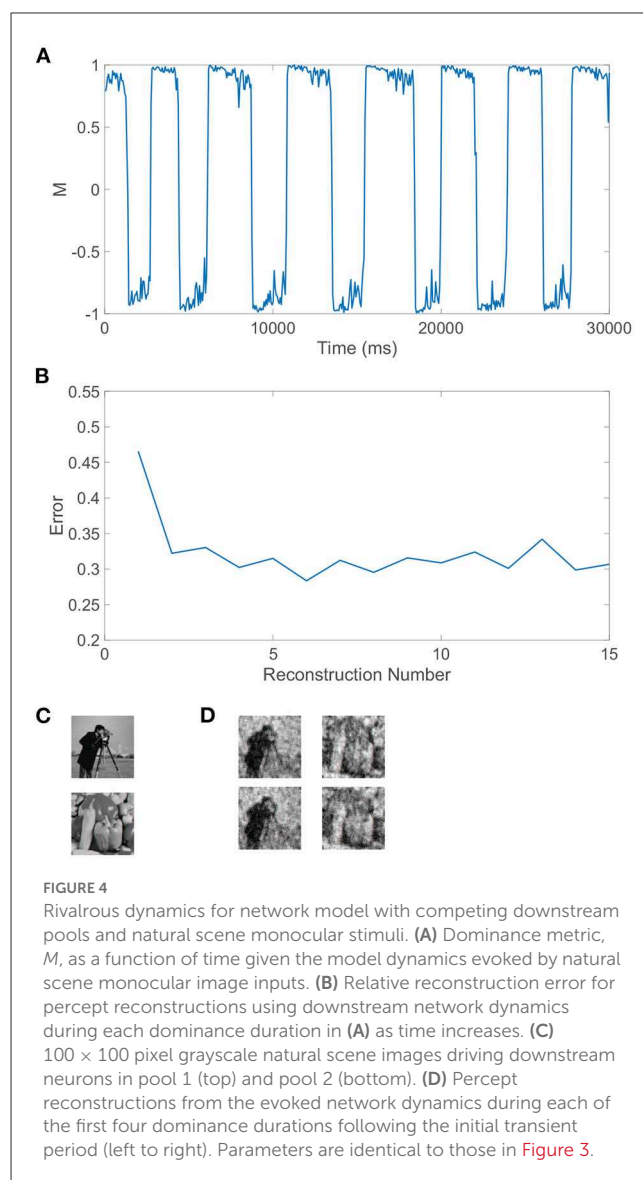 A
1
0.5
0
-0.5
-1
M
0 10000 20000 30000
Time (ms)
B
0.55
0.5
0.45
0.4
0.35
0.3
0.25
0.2
Error
0 5 10 15
Reconstruction Number
C D
FIGURE 4
Rivalrous dynamics for network model with competing downstream
pools and natural scene monocular stimuli. (A) Dominance metric,
M, as a function of time given the model dynamics evoked by natural
scene monocular image inputs. (B) Relative reconstruction error for
percept reconstructions using downstream network dynamics
during each dominance duration in (A) as time increases. (C)
100 × 100 pixel grayscale natural scene images driving downstream
neurons in pool 1 (top) and pool 2 (bottom). (D) Percept
reconstructions from the evoked network dynamics during each of
the first four dominance durations following the initial transient
period (left to right). Parameters are identical to those in Figure 3.